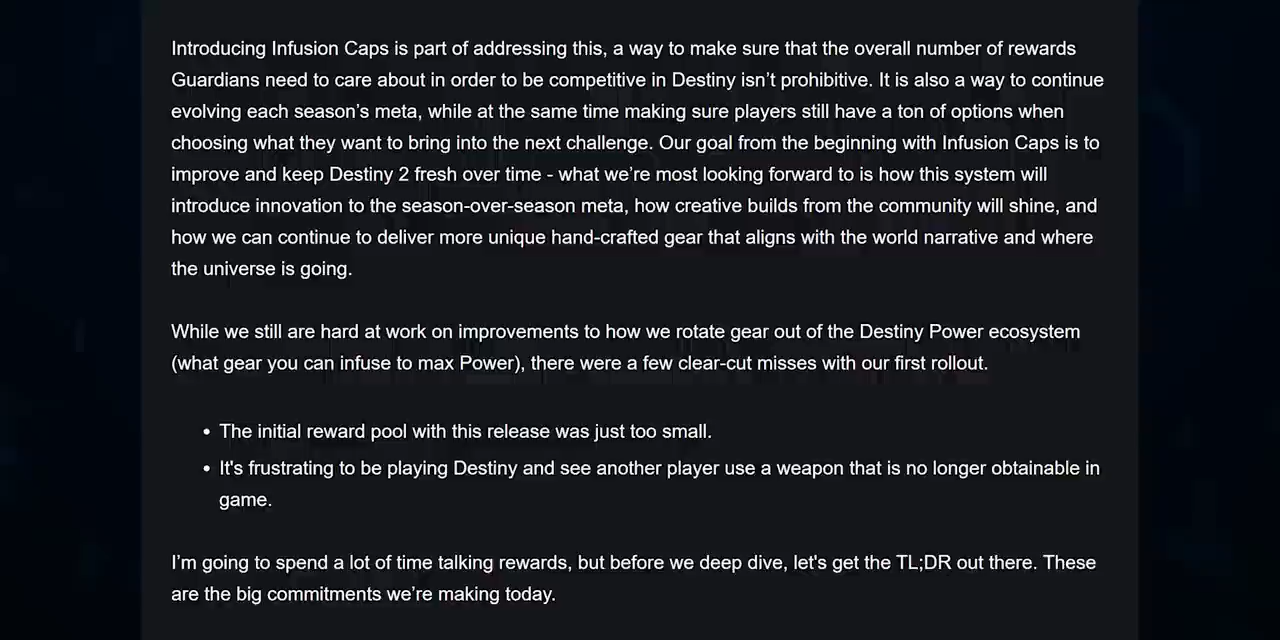 Introducing Infusion Caps is part of addressing this, a way to make sure that the overall number of rewards
Guardians need to care about in order to be competitive in Destiny isn’t prohibitive. It is also a way to continue
evolving each season’s meta, while at the same time making sure players still have a ton of options when
choosing what they want to bring into the next challenge. Our goal from the beginning with Infusion Caps is to
improve and keep Destiny 2 fresh over time - what we’re most looking forward to is how this system will
introduce innovation to the season-over-season meta, how creative builds from the community will shine, and
how we can continue to deliver more unique hand-crafted gear that aligns with the world narrative and where
the universe is going.
While we still are hard at work on improvements to how we rotate gear out of the Destiny Power ecosystem
(what gear you can infuse to max Power), there were a few clear-cut misses with our first rollout.
• The initial reward pool with this release was just too small.
• It's frustrating to be playing Destiny and see another player use a weapon that is no longer obtainable in
game.
I’m going to spend a lot of time talking rewards, but before we deep dive, let's get the TL;DR out there. These
are the big commitments we’re making today.